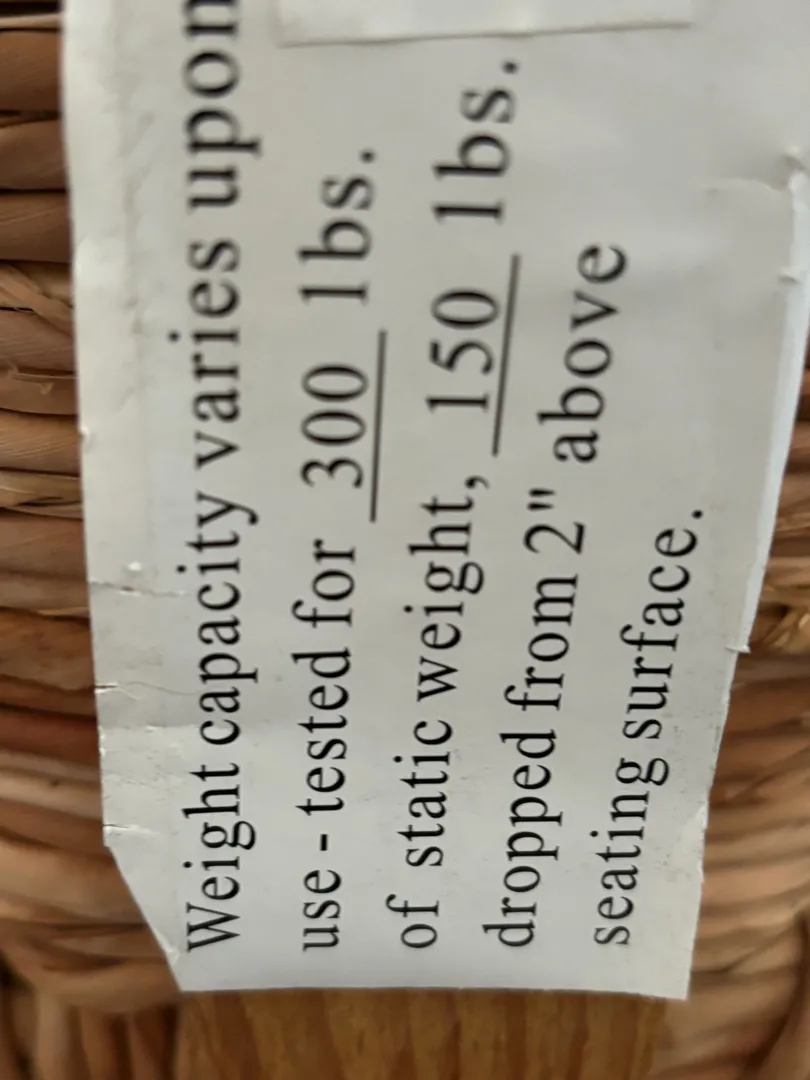 Weight capacity varies upon
use - tested for 300 lbs.
of static weight, 150 lbs.
dropped from 2" above
seating surface.